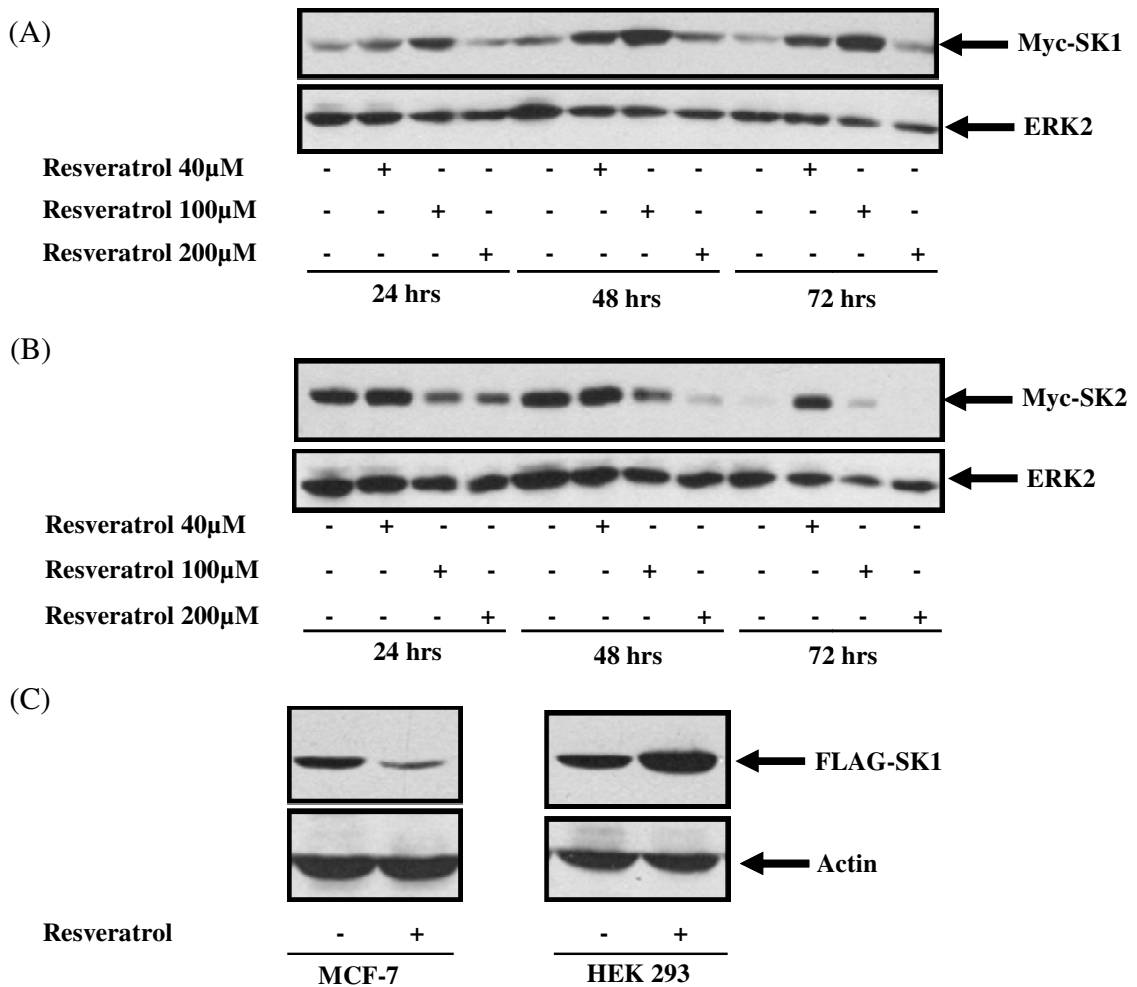 (A)
Myc-SK1
ERK2
Resveratrol 40µM - + - - - + - - - + - -
Resveratrol 100µM - - + - - - + - - - + -
Resveratrol 200µM - - - + - - - + - - - +
24 hrs 48 hrs 72 hrs
(B)
Myc-SK2
ERK2
Resveratrol 40µM - + - - - + - - - + - -
Resveratrol 100µM - - + - - - + - - - + -
Resveratrol 200µM - - - + - - - + - - - +
24 hrs 48 hrs 72 hrs
(C)
FLAG-SK1
Actin
Resveratrol - + - +
MCF-7 HEK 293